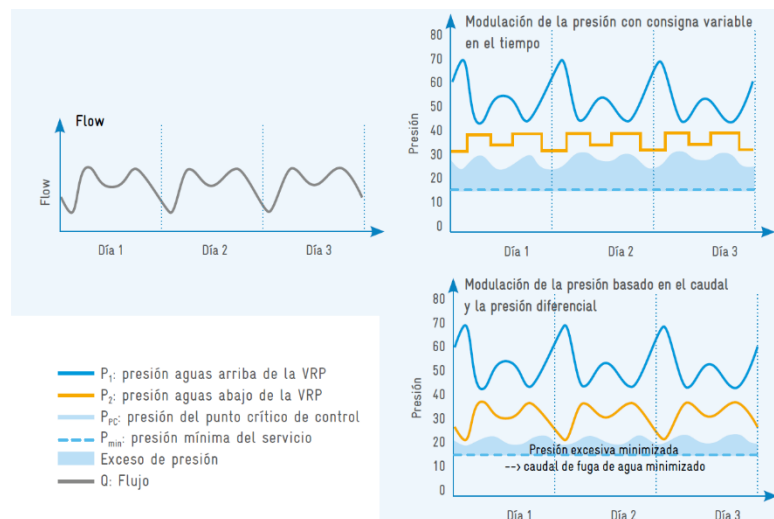 Flow
Flow
Día 1
Día 2
Día 3
P1: presión aguas arriba de la VRP
P2: presión aguas abajo de la VRP
PPC: presión del punto crítico de control
Pmin: presión mínima del servicio
Exceso de presión
Q: Flujo
Modulación de la presión con consigna variable
en el tiempo
Presión
80
70
60
50
40
30
20
10
0
Día 1
Día 2
Día 3
Modulación de la presión basado en el caudal
y la presión diferencial
Presión
80
70
60
50
40
30
20
10
0
Presión excesiva minimizada
--> caudal de fuga de agua minimizado
Día 1
Día 2
Día 3